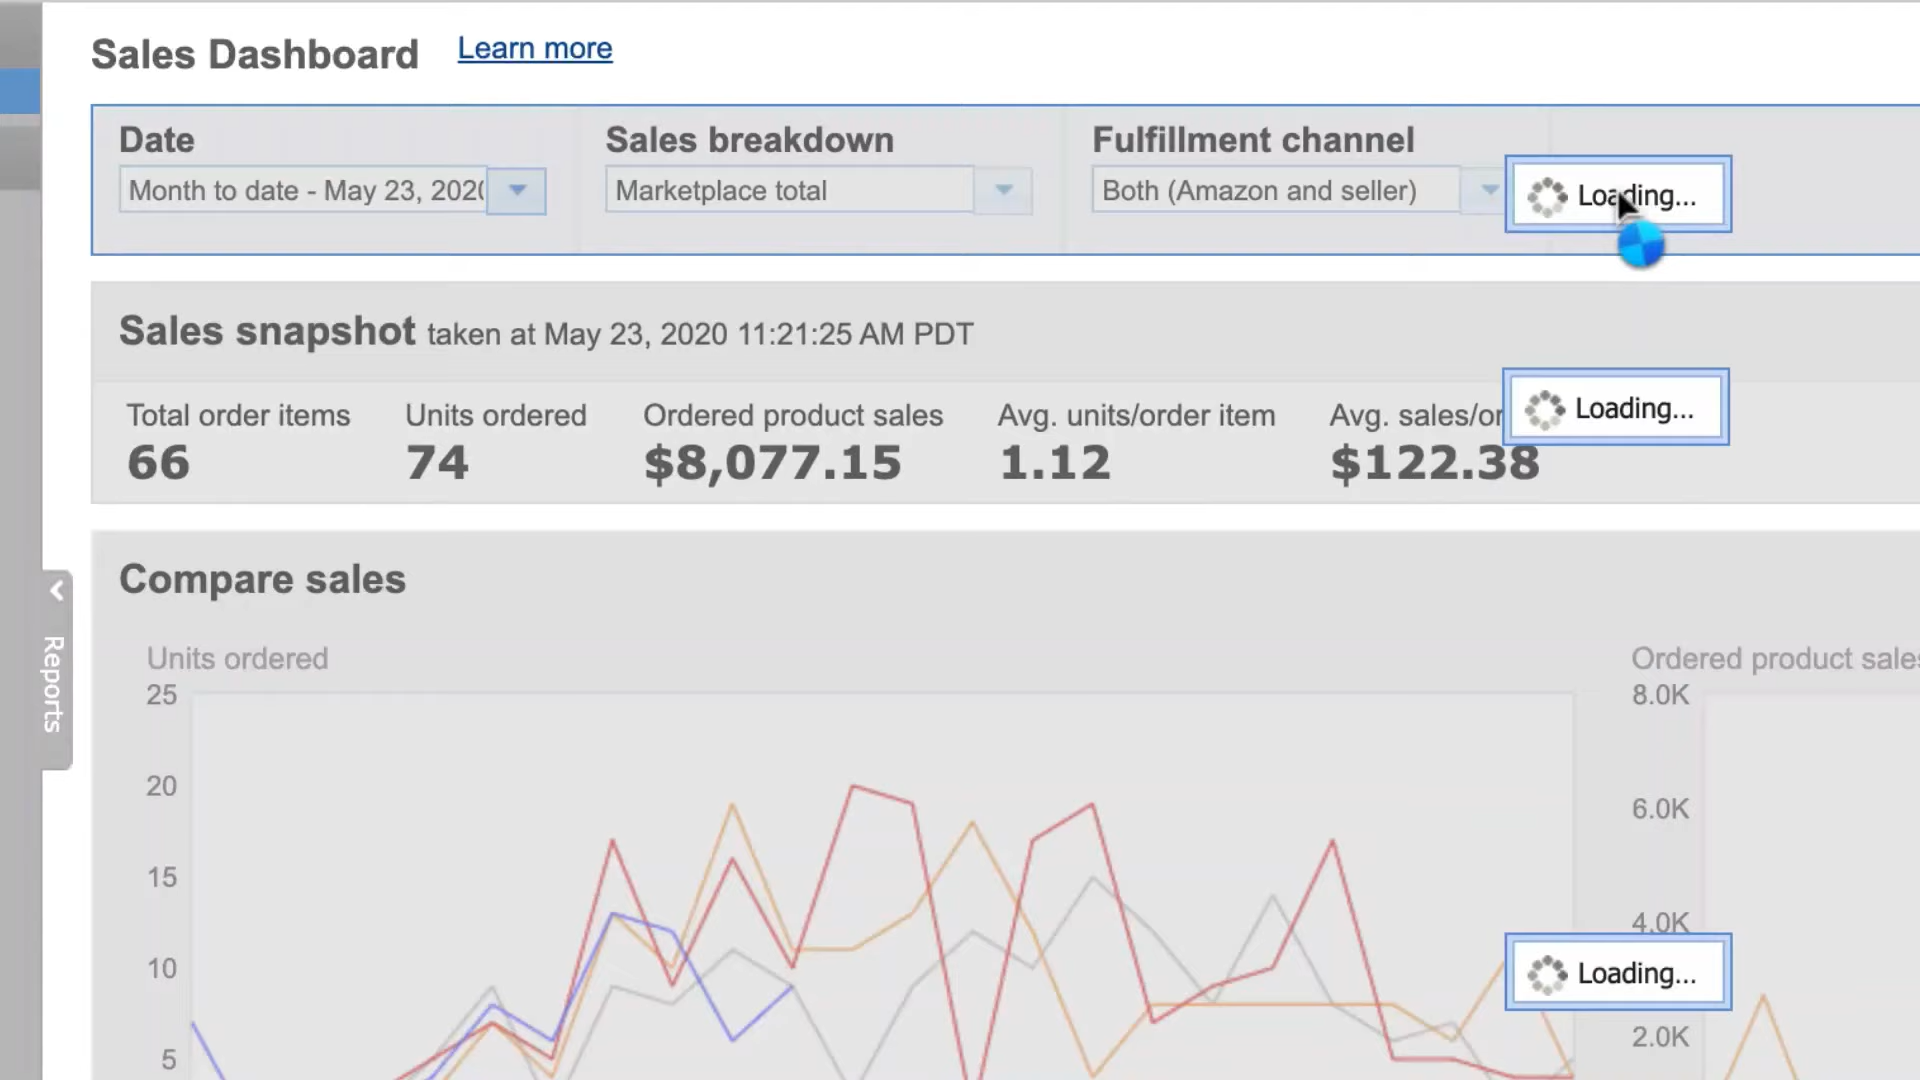 Sales Dashboard Learn more
Date Sales breakdown Fulfillment channel
Month to date - May 23, 2020 Marketplace total Both (Amazon and seller) Loading...
Sales snapshot taken at May 23, 2020 11:21:25 AM PDT
Total order items Units ordered Ordered product sales Avg. units/order item Avg. sales/or Loading...
66 74 $8,077.15 1.12 $122.38
Compare sales
Reports
Units ordered Ordered product sales
25 8.0K
20 6.0K
15 4.0K
10 Loading...
5 2.0K